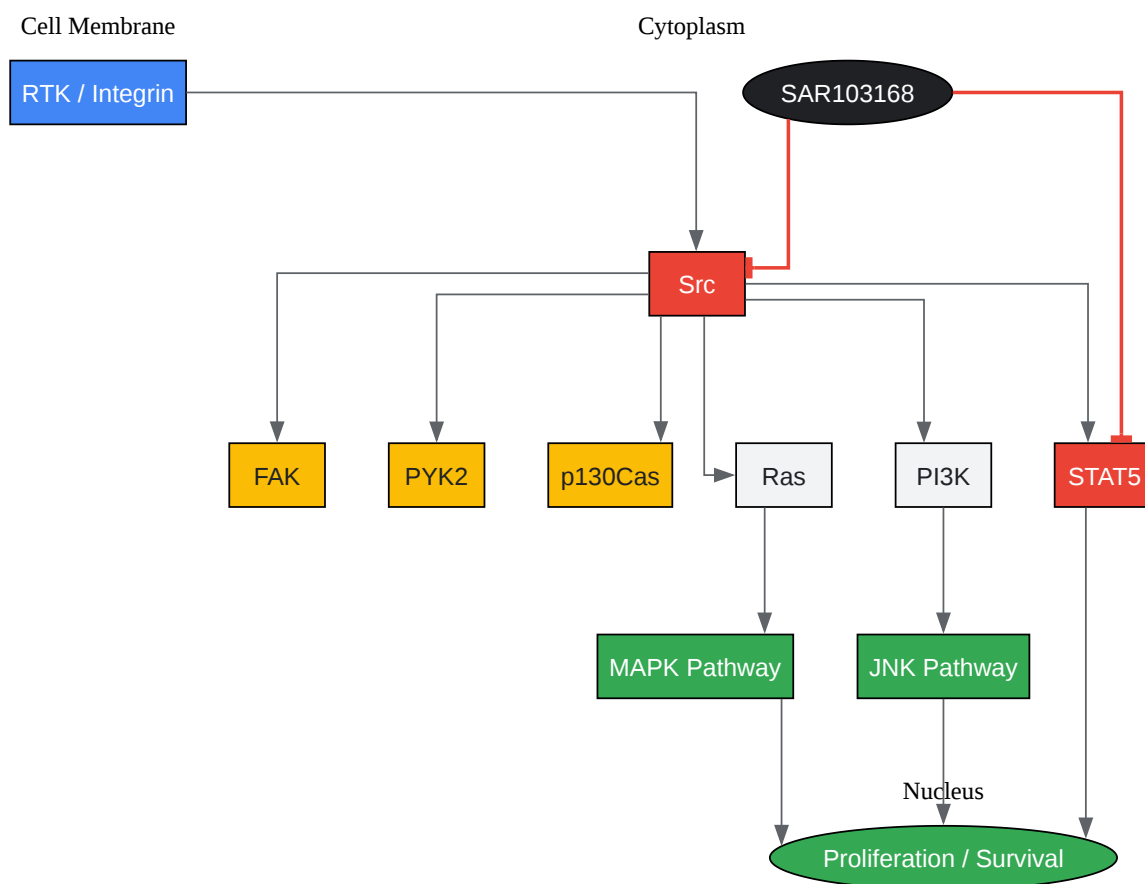 Cell Membrane
Cytoplasm
RTK / Integrin
SAR103168
Src
FAK
PYK2
p130Cas
Ras
PI3K
STAT5
MAPK Pathway
JNK Pathway
Nucleus
Proliferation / Survival